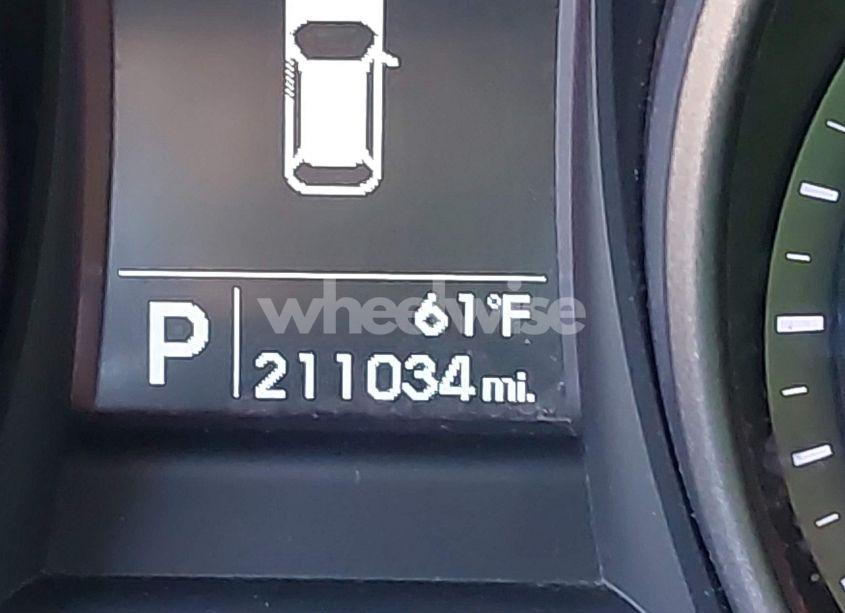 61°F
P
211034 mi.
wheelwise